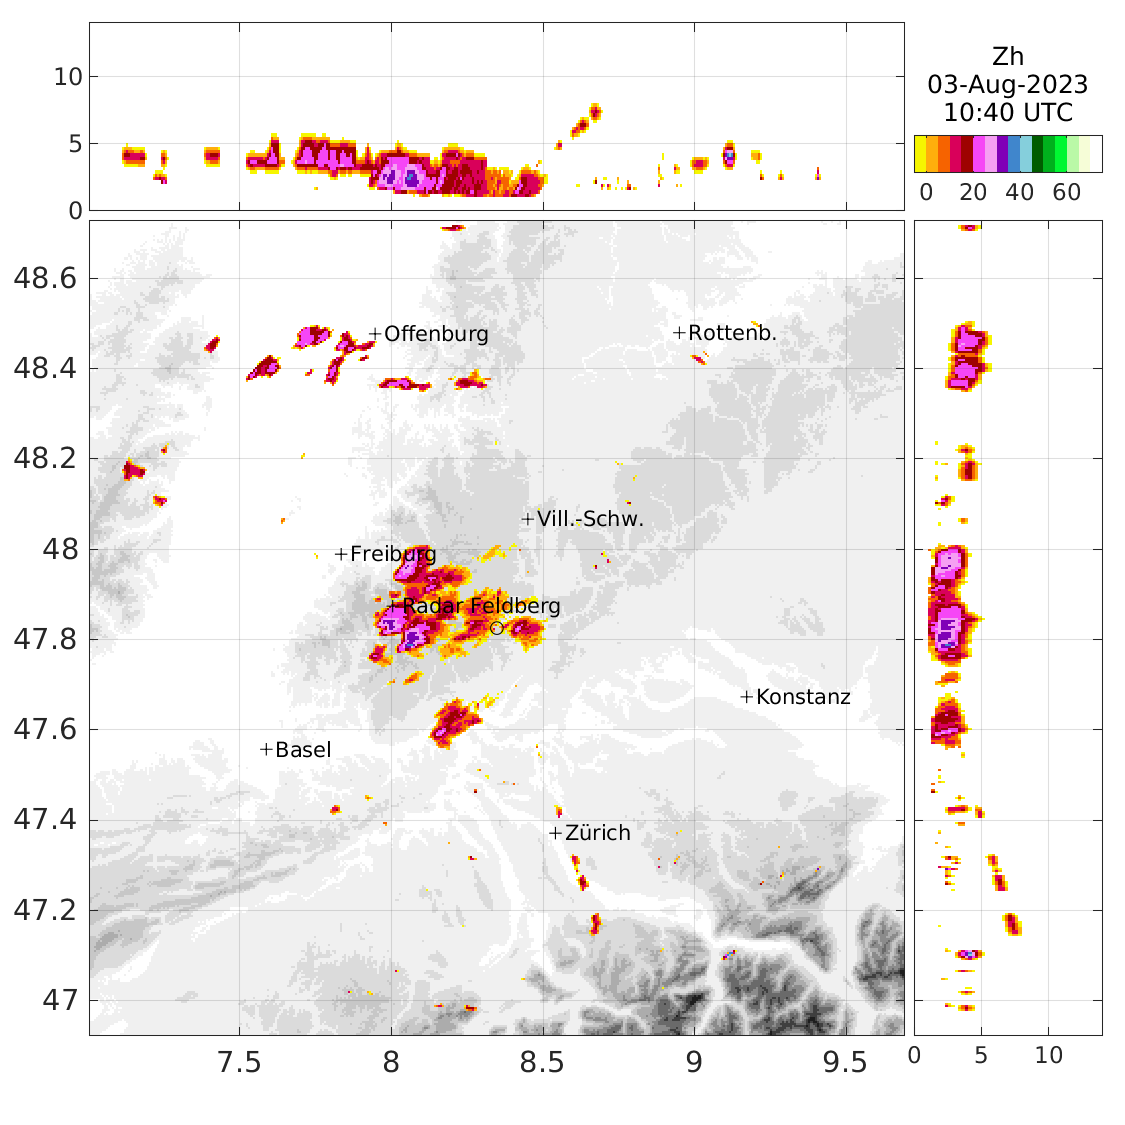 Zh
03-Aug-2023
10:40 UTC
0 20 40 60
10
5
0
48.6
48.4
48.2
48
47.8
47.6
47.4
47.2
47
+Offenburg
+Rottenb.
+Vill.-Schw.
+Freiburg
+Radar Feldberg
+Konstanz
+Basel
+Zürich
7.5 8 8.5 9 9.5
0 5 10